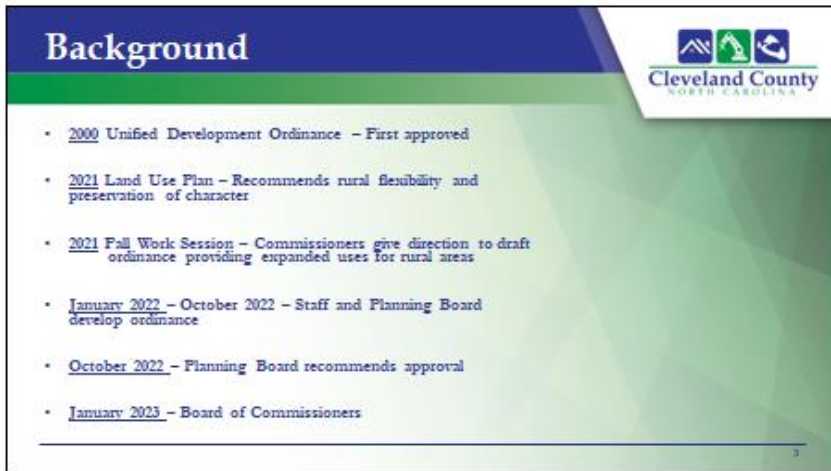 Background
Cleveland County
NORTH CAROLINA
• 2000 Unified Development Ordinance – First approved
• 2021 Land Use Plan – Recommends rural flexibility and
preservation of character
• 2021 Fall Work Session – Commissioners give direction to draft
ordinance providing expanded uses for rural areas
• January 2022 – October 2022 – Staff and Planning Board
develop ordinance
• October 2022 – Planning Board recommends approval
• January 2023 – Board of Commissioners
3